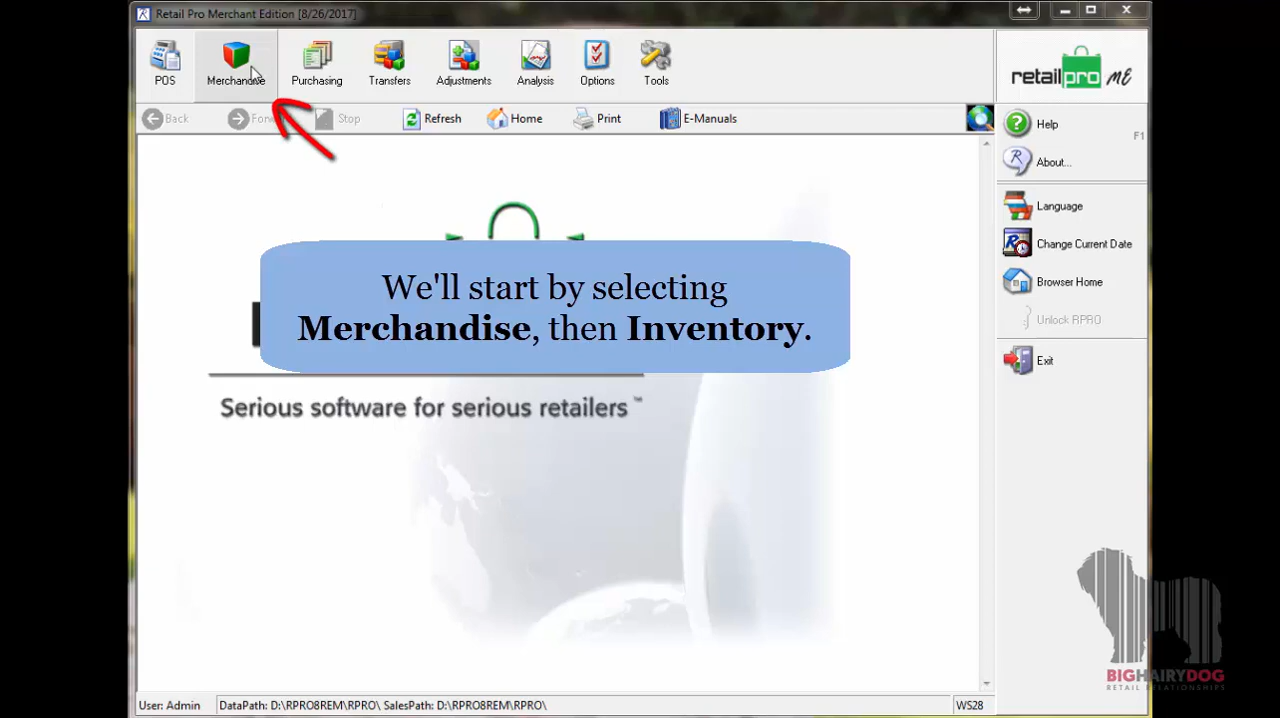 Retail Pro Merchant Edition [8/26/2017]
POS
Merchandise
Purchasing
Transfers
Adjustments
Analysis
Options
Tools
retailpro ME
Back
Stop
Refresh
Home
Print
E-Manuals
Help
F1
About...
Language
Change Current Date
Browser Home
Unlock RPRO
Exit
We'll start by selecting
Merchandise, then Inventory.
Serious software for serious retailers ™
BIGHAIRYDOG
RETAIL RELATIONSHIPS
User: Admin
DataPath: D:\RPRO8REM\RPRO\ SalesPath: D:\RPRO8REM\RPRO\
WS28